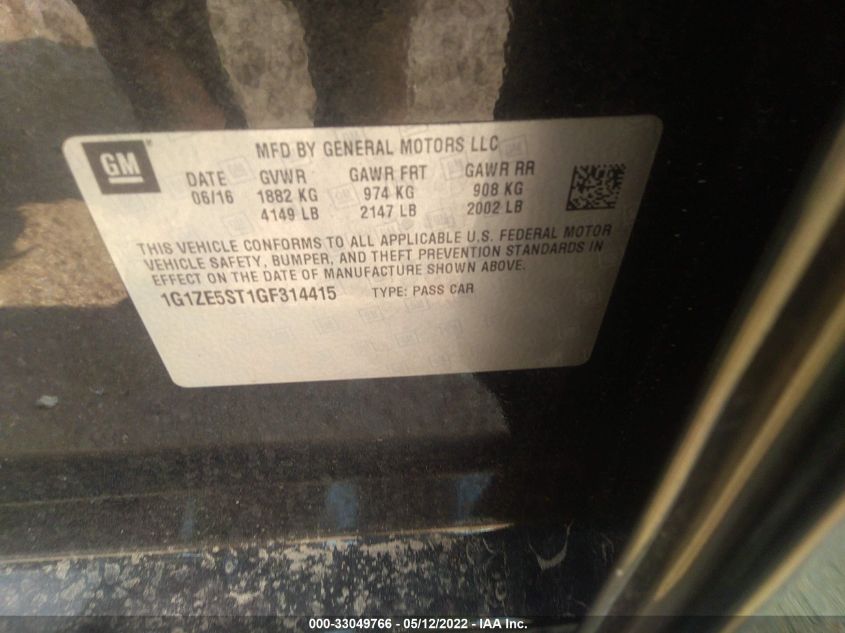 GM
MFD BY GENERAL MOTORS LLC
DATE GVWR GAWR FRT GAWR RR
06/16 1882 KG 974 KG 908 KG
4149 LB 2147 LB 2002 LB
THIS VEHICLE CONFORMS TO ALL APPLICABLE U.S. FEDERAL MOTOR
VEHICLE SAFETY, BUMPER, AND THEFT PREVENTION STANDARDS IN
EFFECT ON THE DATE OF MANUFACTURE SHOWN ABOVE.
1G1ZE5ST1GF314415 TYPE: PASS CAR
000-33049766 - 05/12/2022 - IAA Inc.